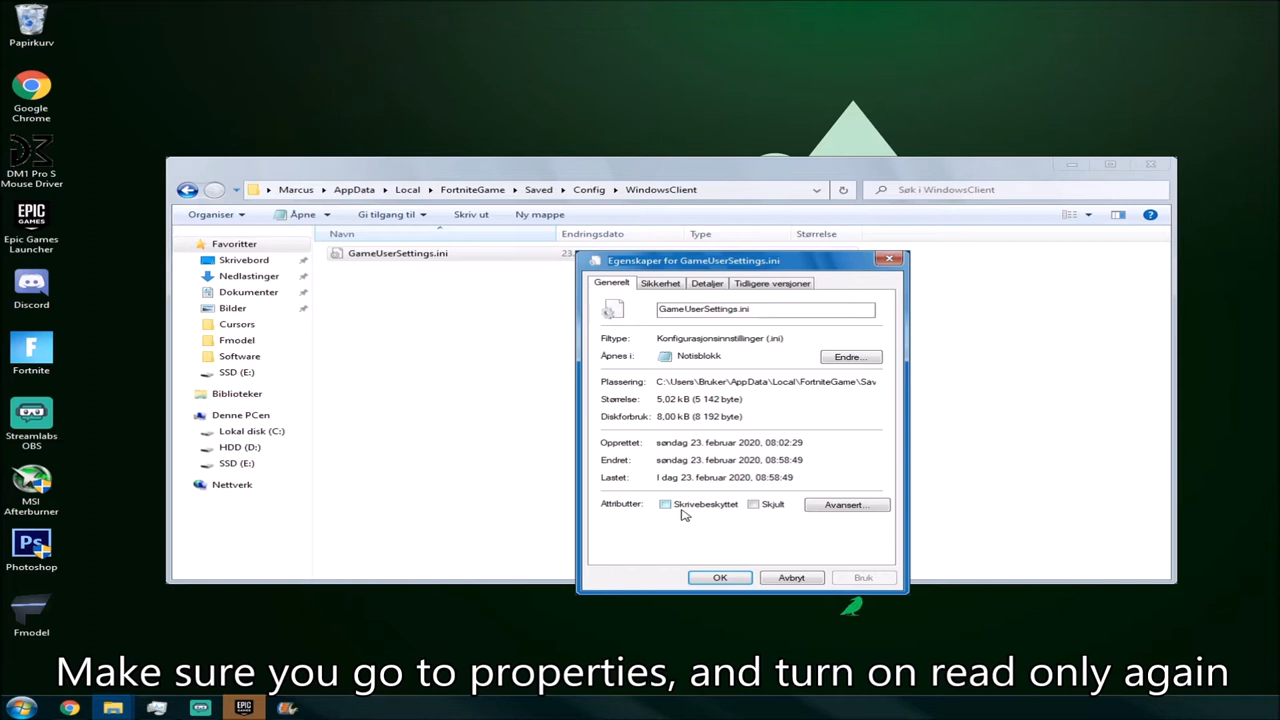 Papirkurv
Google
Chrome
DM1 Pro S
Mouse Driver
EPIC
GAMES
Epic Games
Launcher
Discord
Fortnite
Streamlabs
OBS
MSI
Afterburner
Photoshop
Fmodel
Marcus AppData Local FortniteGame Saved Config WindowsClient
Søk i WindowsClient
Organiser Åpne Gi tilgang til Skriv ut Ny mappe
Navn Endringsdato Type Størrelse
GameUserSettings.ini 23.
Favoritter
Skrivebord
Nedlastinger
Dokumenter
Bilder
Cursors
Fmodel
Software
SSD (E:)
Biblioteker
Denne PCen
Lokal disk (C:)
HDD (D:)
SSD (E:)
Nettverk
Egenskaper for GameUserSettings.ini
Generelt Sikkerhet Detaljer Tidligere versjoner
GameUserSettings.ini
Filtype: Konfigurasjonsinnstillinger (.ini)
Åpnes i: Notisblokk Endre...
Plassering: C:\Users\Bruker\AppData\Local\FortniteGame\Sav
Størrelse: 5,02 kB (5 142 byte)
Diskforbruk: 8,00 kB (8 192 byte)
Opprettet: søndag 23. februar 2020, 08:02:29
Endret: søndag 23. februar 2020, 08:58:49
Lastet: I dag 23. februar 2020, 08:58:49
Attributter: Skrivebeskyttet Skjult Avansert...
OK Avbryt Bruk
Make sure you go to properties, and turn on read only again
EPIC